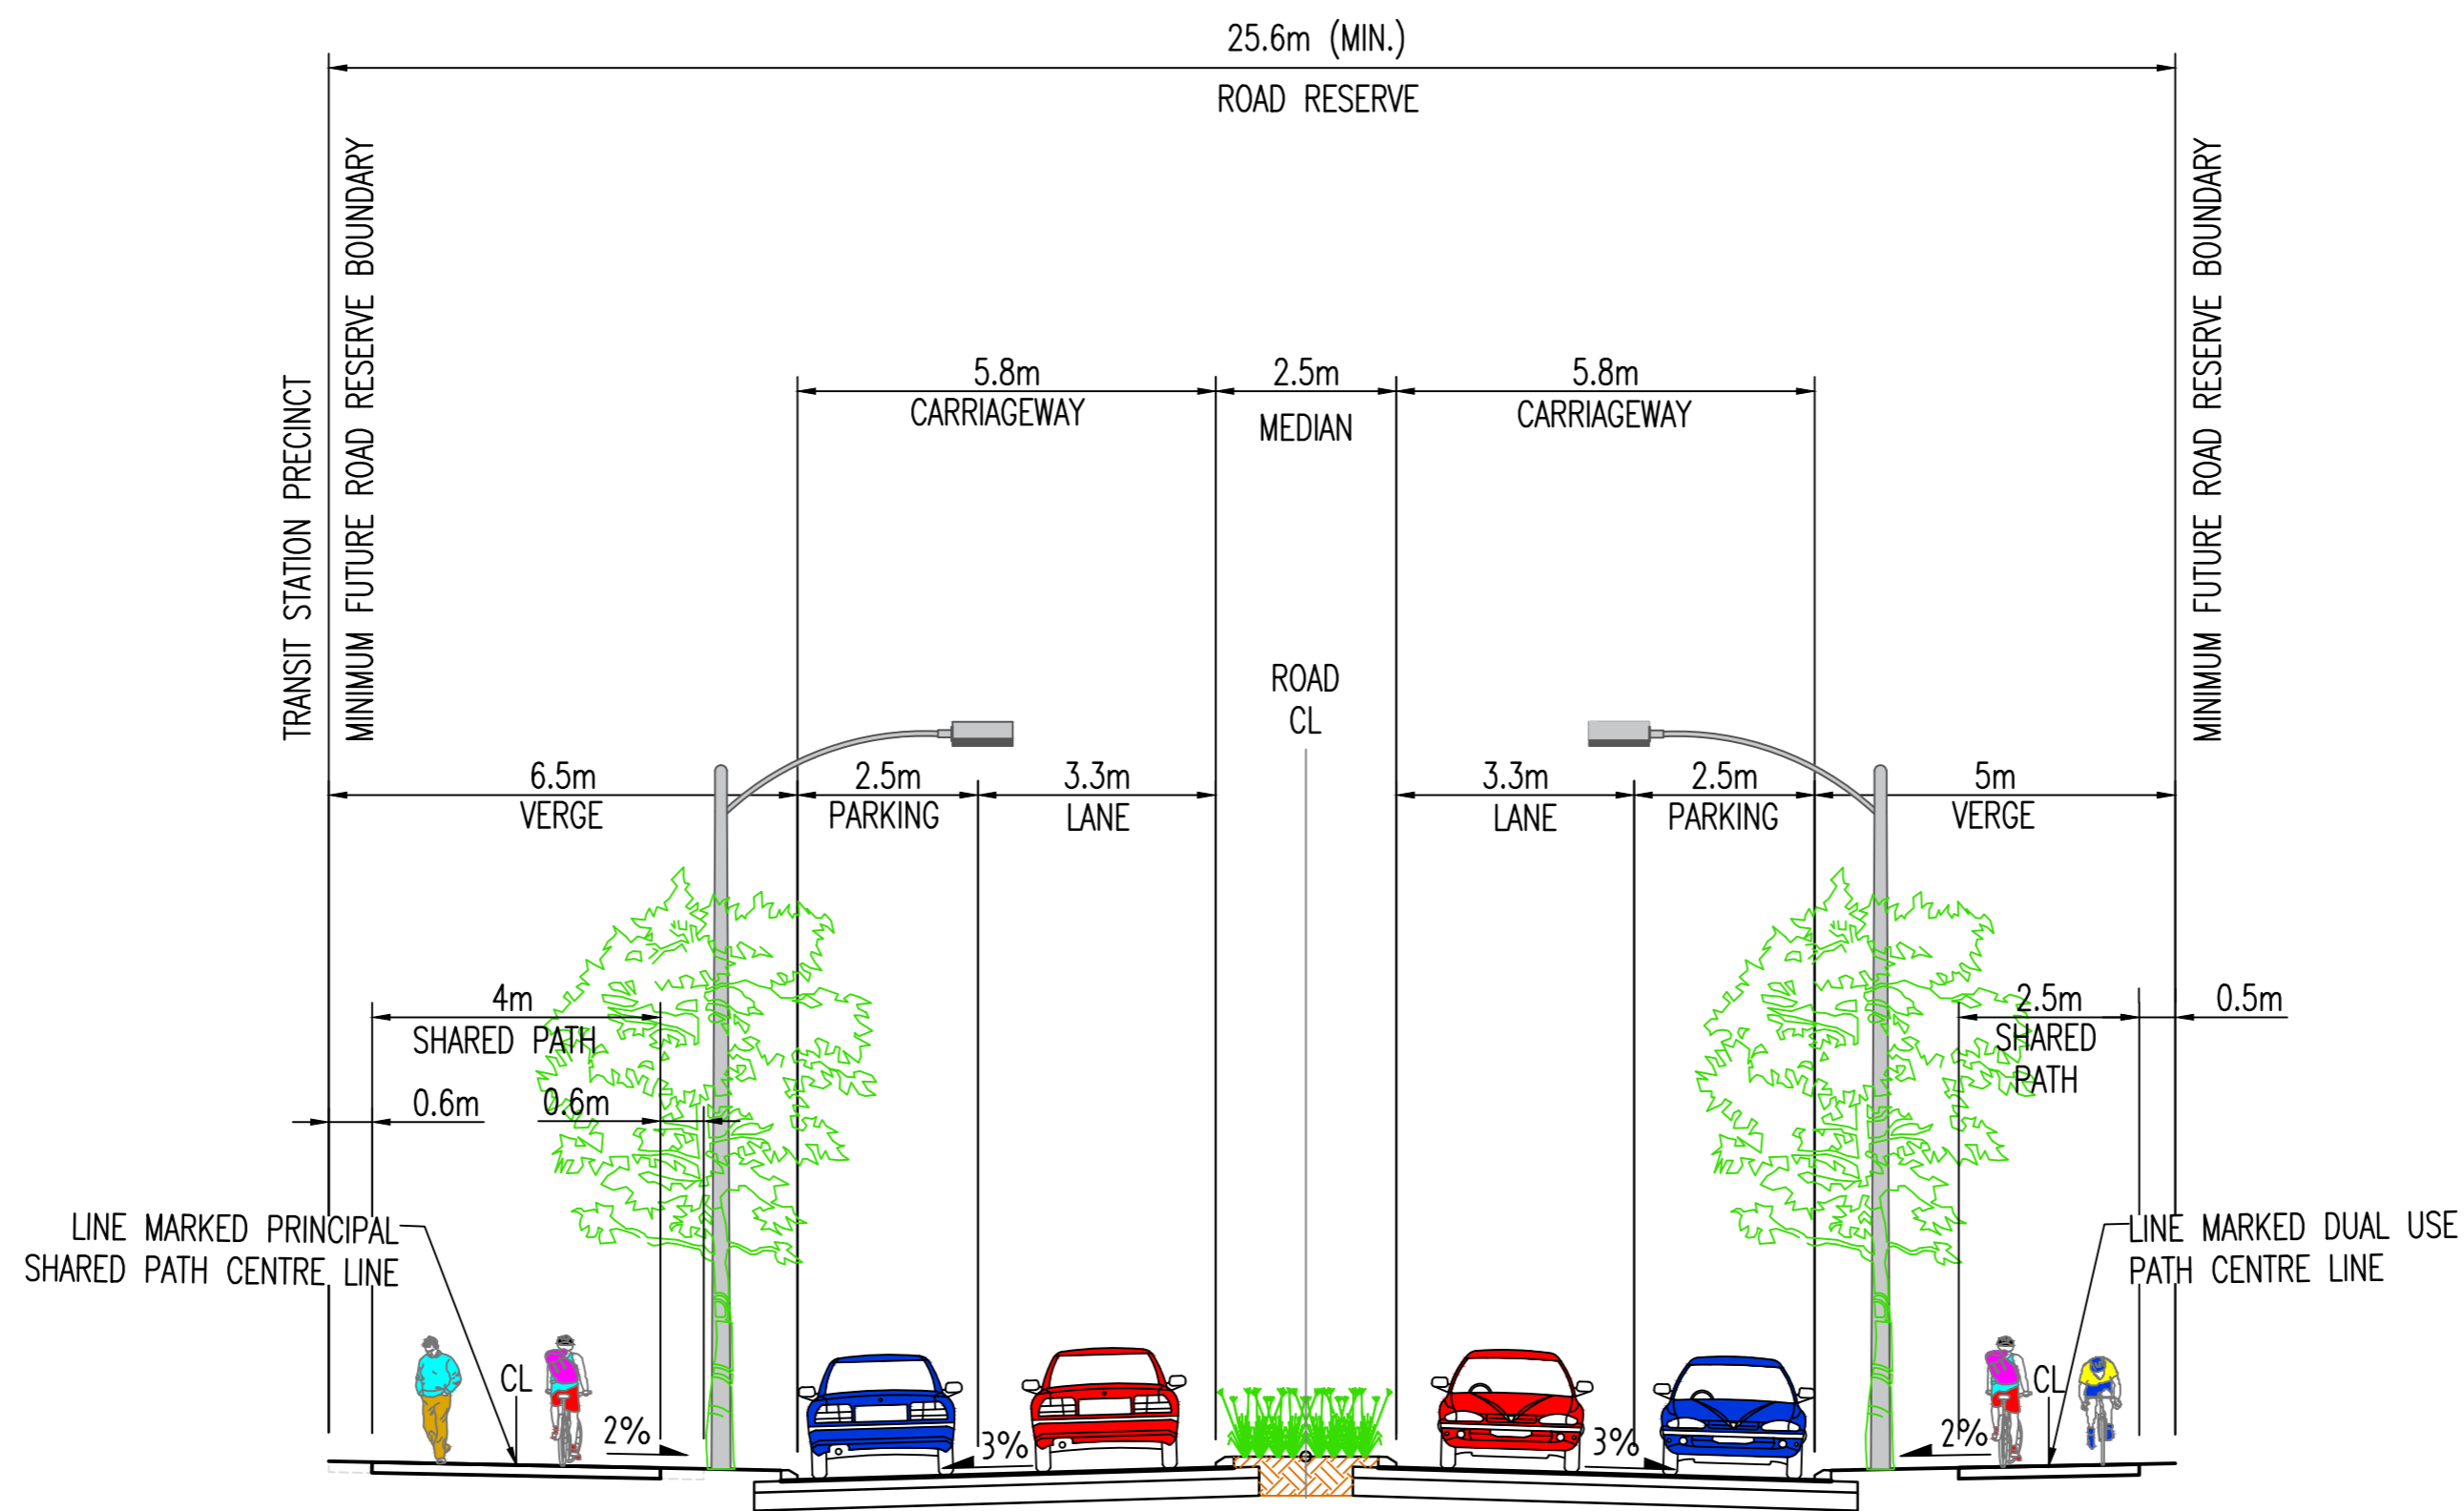 25.6m (MIN.)
ROAD RESERVE
TRANSIT STATION PRECINCT
MINIMUM FUTURE ROAD RESERVE BOUNDARY
MINIMUM FUTURE ROAD RESERVE BOUNDARY
5.8m
CARRIAGEWAY
2.5m
MEDIAN
5.8m
CARRIAGEWAY
ROAD
CL
6.5m
VERGE
2.5m
PARKING
3.3m
LANE
3.3m
LANE
2.5m
PARKING
5m
VERGE
4m
SHARED PATH
0.6m
0.6m
2.5m
SHARED
PATH
0.5m
LINE MARKED PRINCIPAL
SHARED PATH CENTRE LINE
LINE MARKED DUAL USE
PATH CENTRE LINE
CL
2%
3%
3%
2%
CL